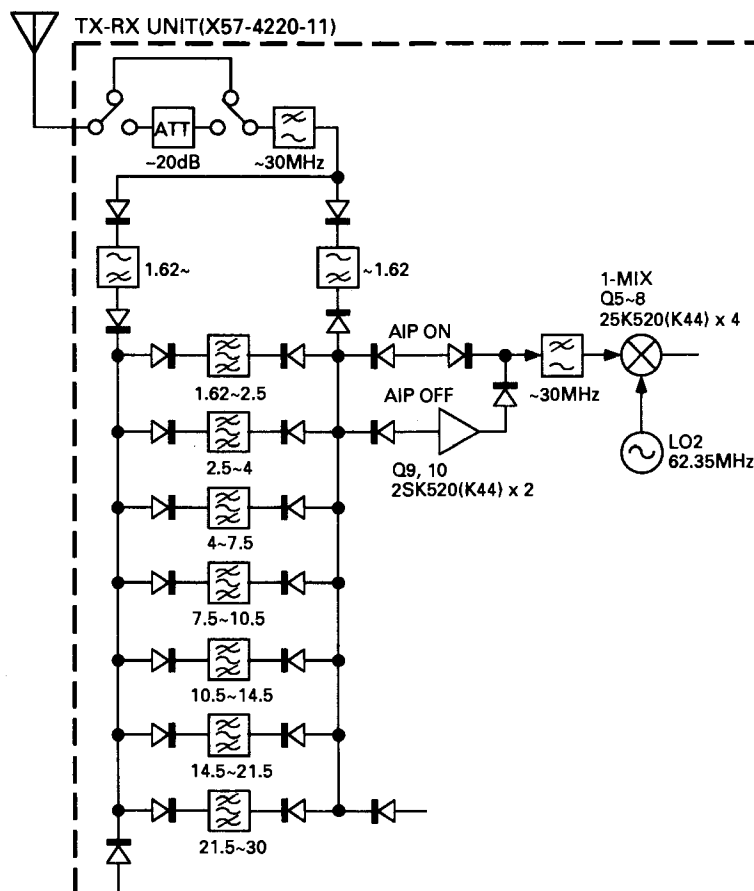 TX-RX UNIT(X57-4220-11)
ATT
~20dB
~30MHz
1.62~
~1.62
1-MIX
Q5~8
25K520(K44) x 4
AIP ON
1.62~2.5
AIP OFF
~30MHz
LO2
62.35MHz
2.5~4
Q9, 10
2SK520(K44) x 2
4~7.5
7.5~10.5
10.5~14.5
14.5~21.5
21.5~30